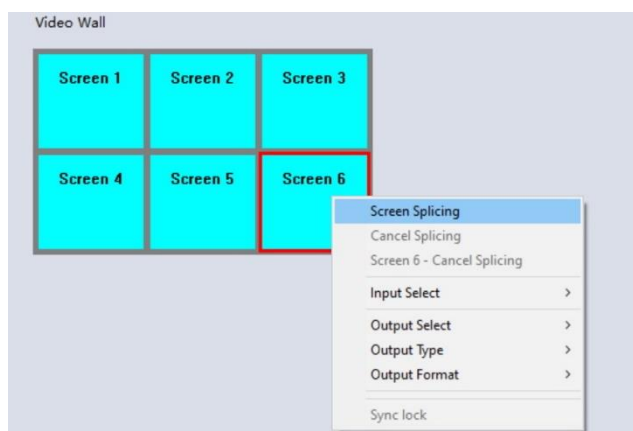 Video Wall
Screen 1 Screen 2 Screen 3
Screen 4 Screen 5 Screen 6
Screen Splicing
Cancel Splicing
Screen 6 - Cancel Splicing
Input Select >
Output Select >
Output Type >
Output Format >
Sync lock